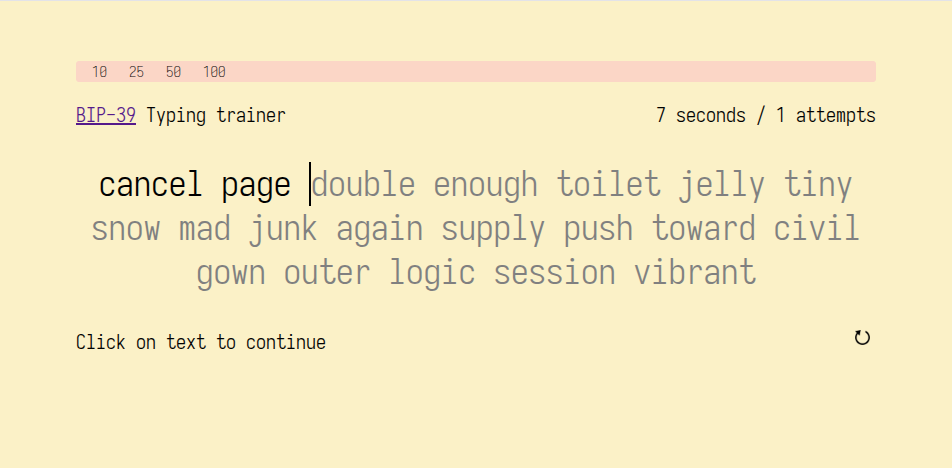 10 25 50 100
BIP-39 Typing trainer 7 seconds / 1 attempts
cancel page double enough toilet jelly tiny
snow mad junk again supply push toward civil
gown outer logic session vibrant
Click on text to continue